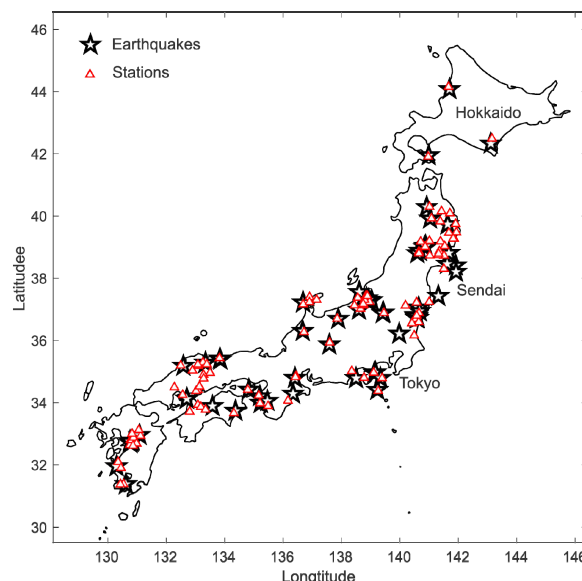 46
Earthquakes
Stations
44
Hokkaido
42
40
Latitudee
38
Sendai
36
Tokyo
34
32
30
130 132 134 136 138 140 142 144 146
Longtitude